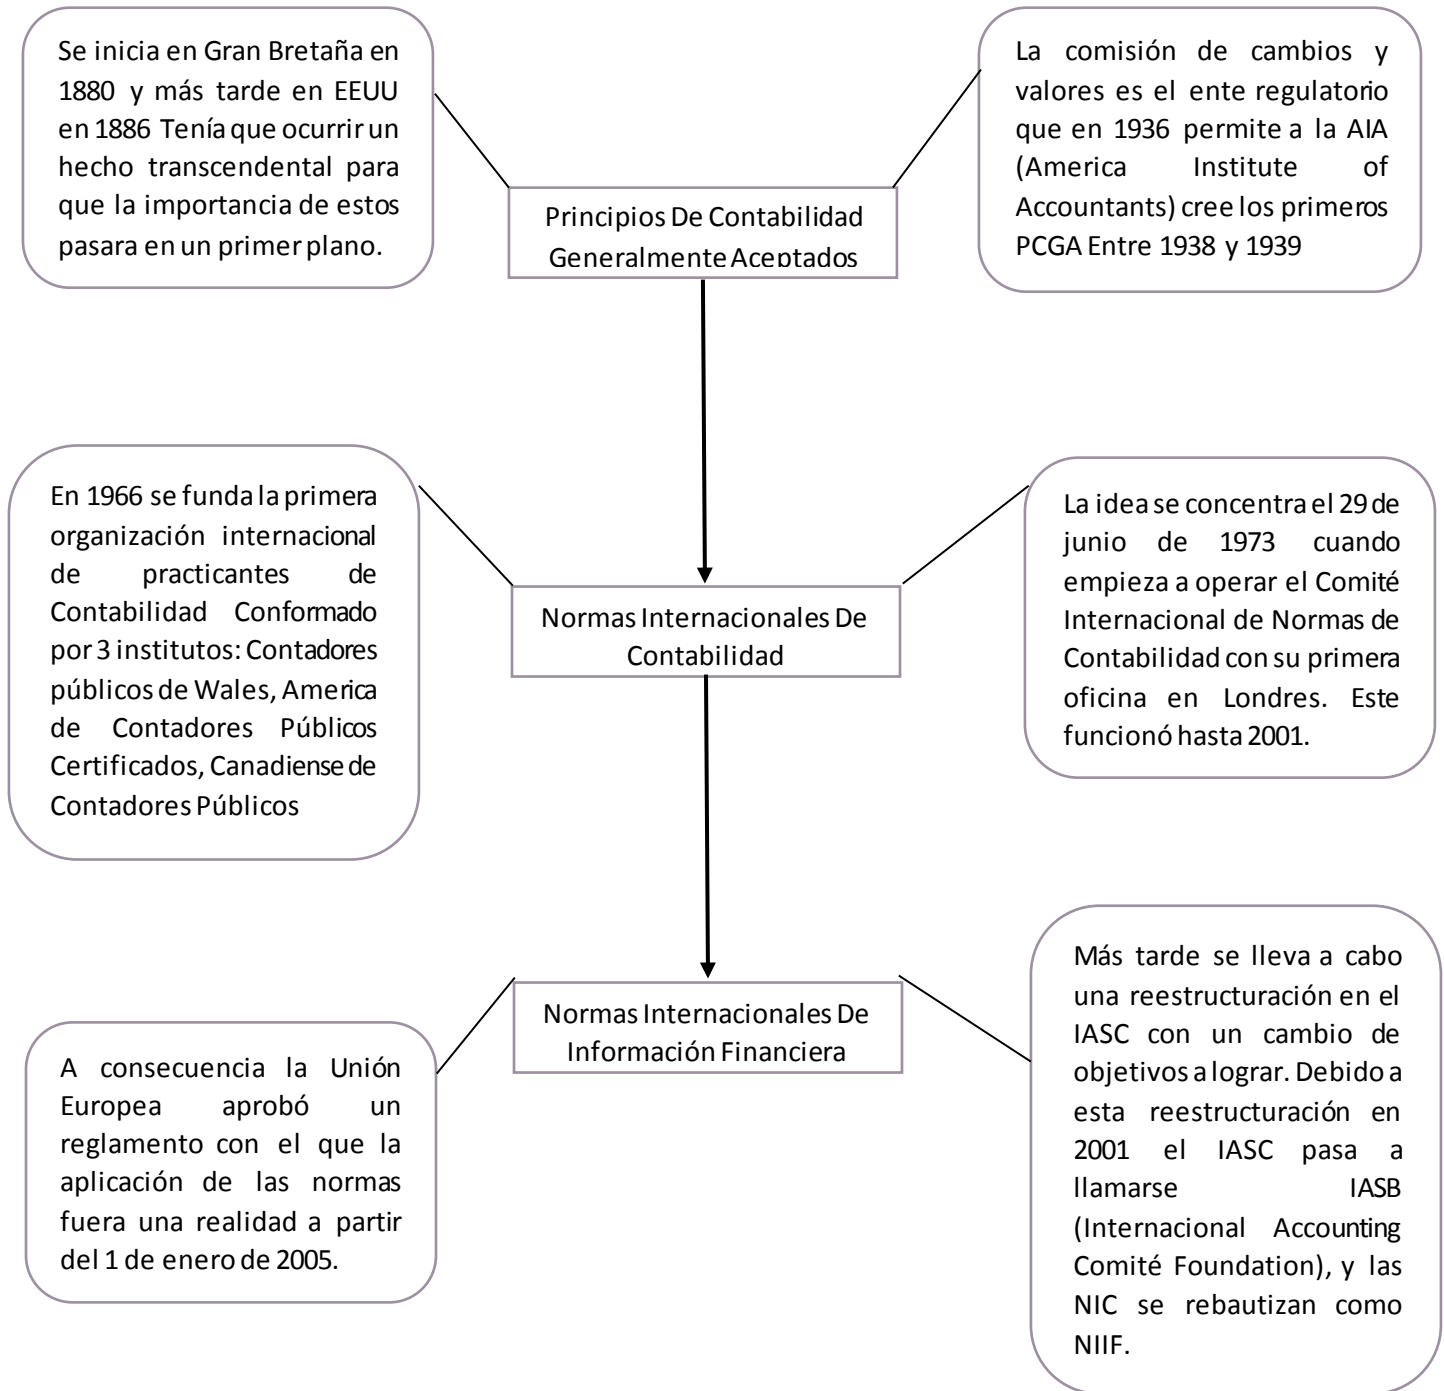 Se inicia en Gran Bretaña en
1880 y más tarde en EEUU
en 1886 Tenía que ocurrir un
hecho transcendental para
que la importancia de estos
pasara en un primer plano.
La comisión de cambios y
valores es el ente regulatorio
que en 1936 permite a la AIA
(America Institute of
Accountants) cree los primeros
PCGA Entre 1938 y 1939
Principios De Contabilidad
Generalmente Aceptados
En 1966 se funda la primera
organización internacional
de practicantes de
Contabilidad Conformado
por 3 institutos: Contadores
públicos de Wales, America
de Contadores Públicos
Certificados, Canadiense de
Contadores Públicos
La idea se concentra el 29 de
junio de 1973 cuando
empieza a operar el Comité
Internacional de Normas de
Contabilidad con su primera
oficina en Londres. Este
funcionó hasta 2001.
Normas Internacionales De
Contabilidad
Normas Internacionales De
Información Financiera
A consecuencia la Unión
Europea aprobó un
reglamento con el que la
aplicación de las normas
fuera una realidad a partir
del 1 de enero de 2005.
Más tarde se lleva a cabo
una reestructuración en el
IASC con un cambio de
objetivos a lograr. Debido a
esta reestructuración en
2001 el IASC pasa a
llamarse IASB
(Internacional Accounting
Comité Foundation), y las
NIC se rebautizan como
NIIF.